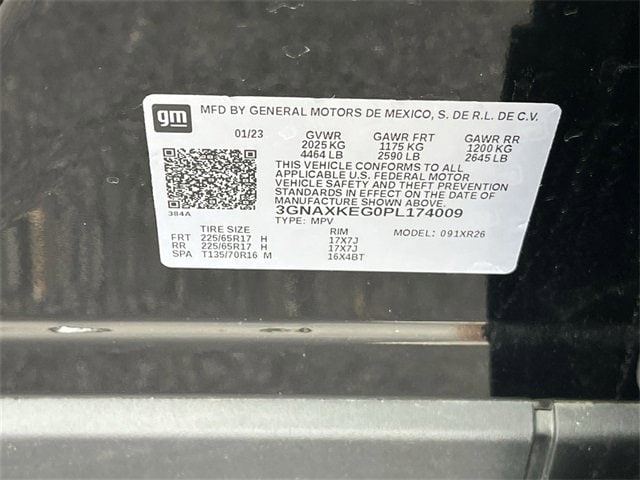 gm MFD BY GENERAL MOTORS DE MEXICO, S. DE R.L. DE C.V.
01/23 GVWR GAWR FRT GAWR RR
2025 KG 1175 KG 1200 KG
4464 LB 2590 LB 2645 LB
THIS VEHICLE CONFORMS TO ALL
APPLICABLE U.S. FEDERAL MOTOR
VEHICLE SAFETY AND THEFT PREVENTION
STANDARDS IN EFFECT ON THE DATE OF
MANUFACTURE SHOWN ABOVE.
384A 3GNAXKEG0PL174009
TYPE: MPV MODEL: 091XR26
TIRE SIZE RIM
FRT 225/65R17 H 17X7J
RR 225/65R17 H 17X7J
SPA T135/70R16 M 16X4BT